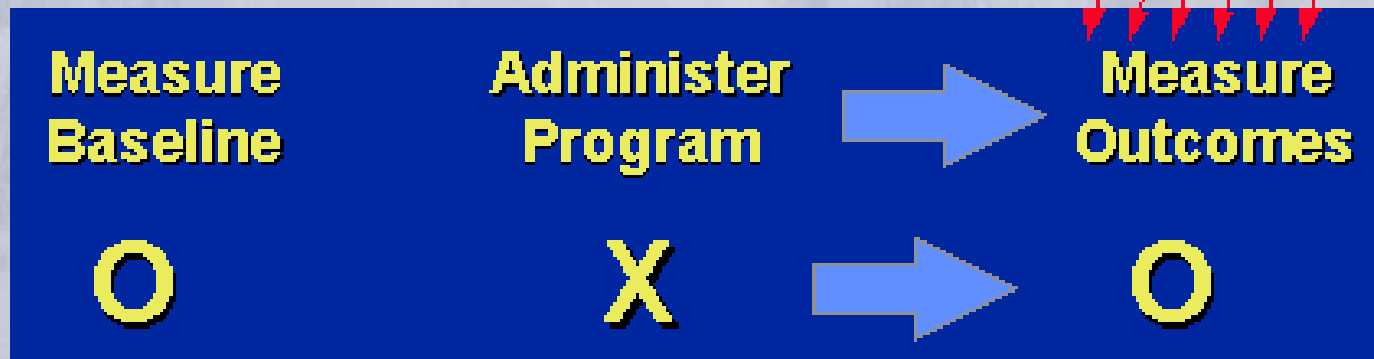 Measure Baseline
Administer Program
Measure Outcomes
O X O